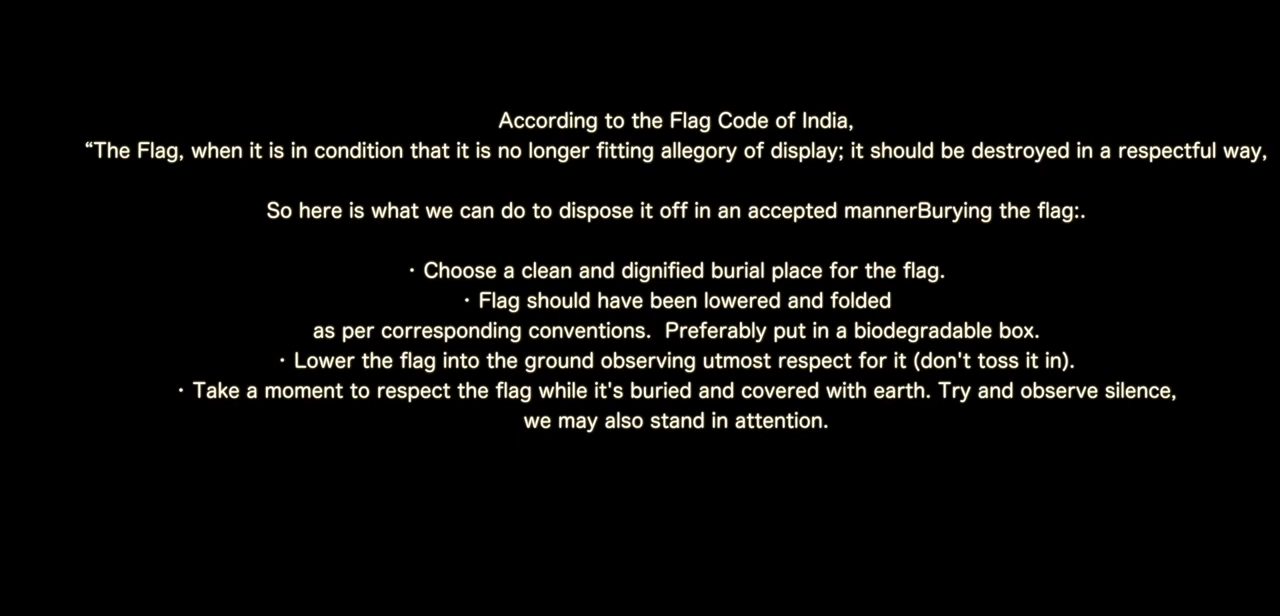 According to the Flag Code of India,
“The Flag, when it is in condition that it is no longer fitting allegory of display; it should be destroyed in a respectful way,
So here is what we can do to dispose it off in an accepted mannerBurying the flag:.
· Choose a clean and dignified burial place for the flag.
· Flag should have been lowered and folded
as per corresponding conventions.  Preferably put in a biodegradable box.
· Lower the flag into the ground observing utmost respect for it (don't toss it in).
· Take a moment to respect the flag while it's buried and covered with earth. Try and observe silence,
we may also stand in attention.